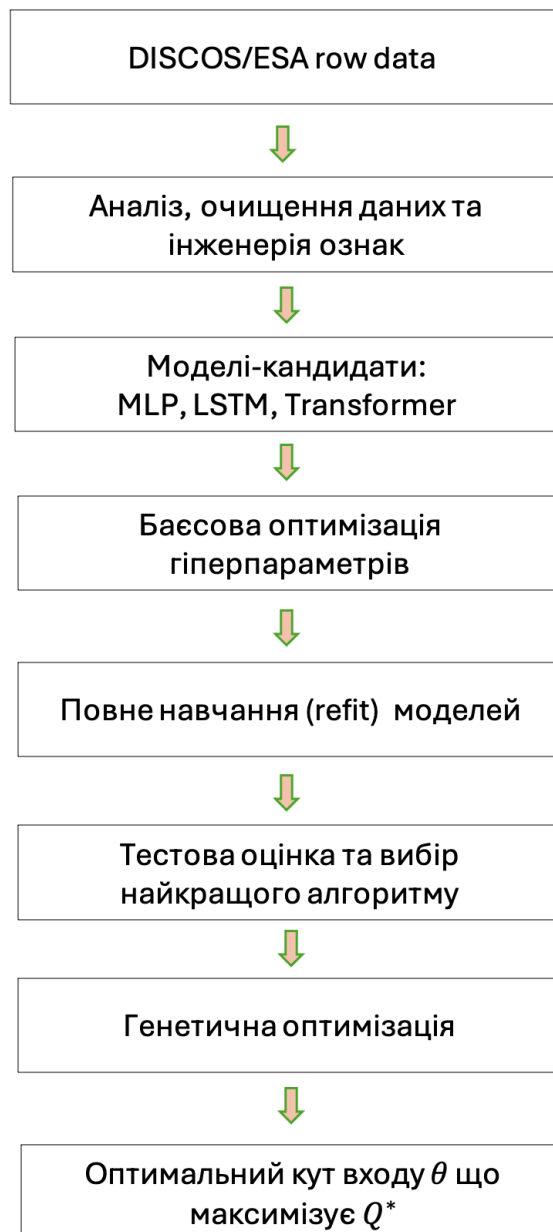 DISCOS/ESA row data
Аналіз, очищення даних та
інженерія ознак
Моделі-кандидати:
MLP, LSTM, Transformer
Баєсова оптимізація
гіперпараметрів
Повне навчання (refit) моделей
Тестова оцінка та вибір
найкращого алгоритму
Генетична оптимізація
Оптимальний кут входу 𝜃 що
максимізує 𝑄*